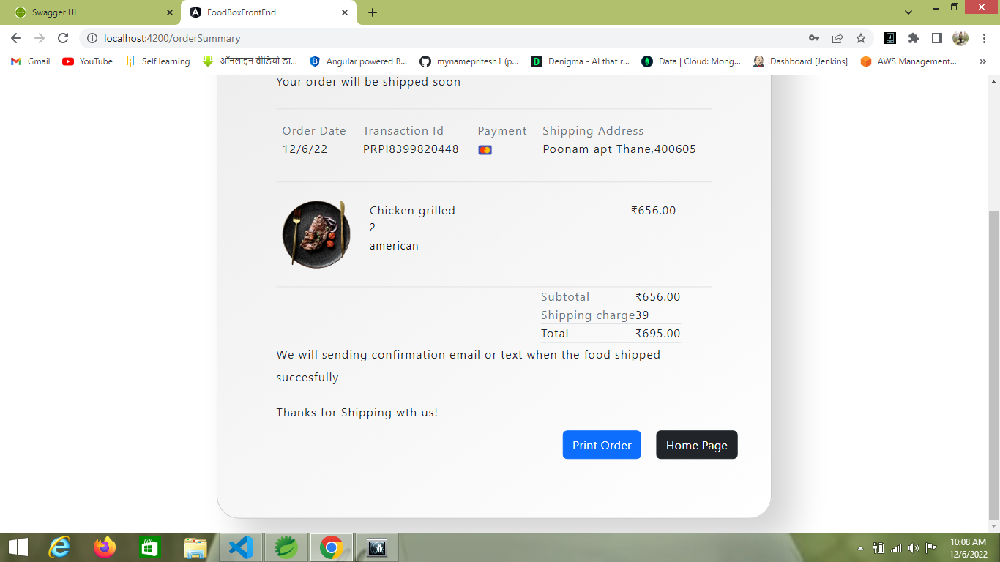 Swagger UI
FoodBoxFrontEnd
localhost:4200/orderSummary
Gmail
YouTube
Self learning
ऑनलाइन वीडियो डा...
Angular powered B...
mynamepritesh1 (p...
Denigma - AI that r...
Data | Cloud: Mong...
Dashboard [Jenkins]
AWS Management...
»
Your order will be shipped soon
Order Date Transaction Id Payment Shipping Address
12/6/22 PRPI8399820448 Poonam apt Thane,400605
Chicken grilled ₹656.00
2
american
Subtotal ₹656.00
Shipping charge39
Total ₹695.00
We will sending confirmation email or text when the food shipped
succesfully
Thanks for Shipping wth us!
Print Order Home Page
10:08 AM
12/6/2022